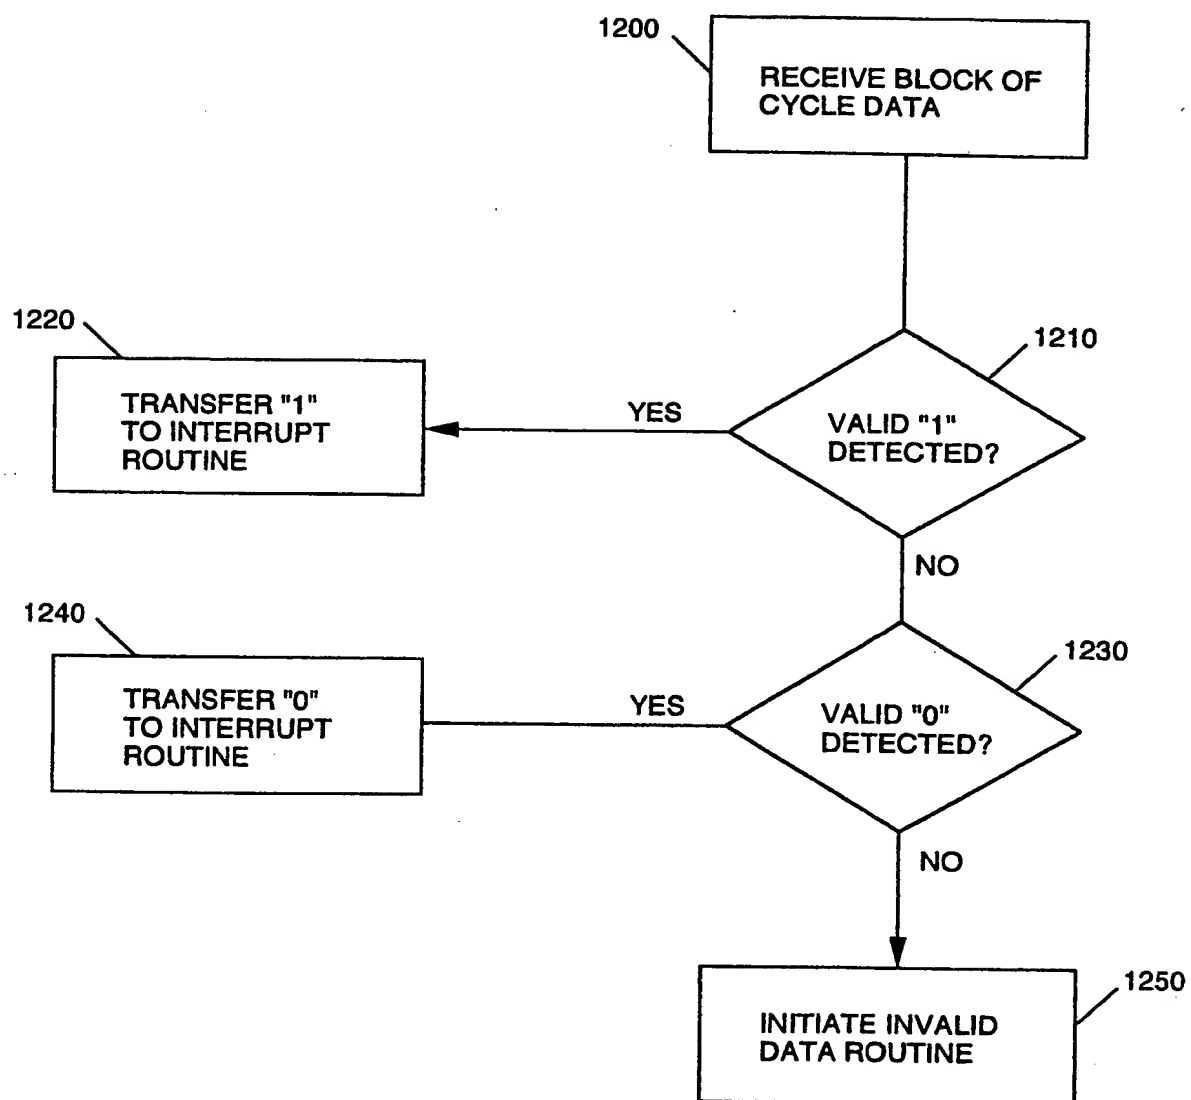 1200
RECEIVE BLOCK OF
CYCLE DATA
1220
1210
TRANSFER "1"
TO INTERRUPT
ROUTINE
YES
VALID "1"
DETECTED?
NO
1240
1230
TRANSFER "0"
TO INTERRUPT
ROUTINE
YES
VALID "0"
DETECTED?
NO
1250
INITIATE INVALID
DATA ROUTINE